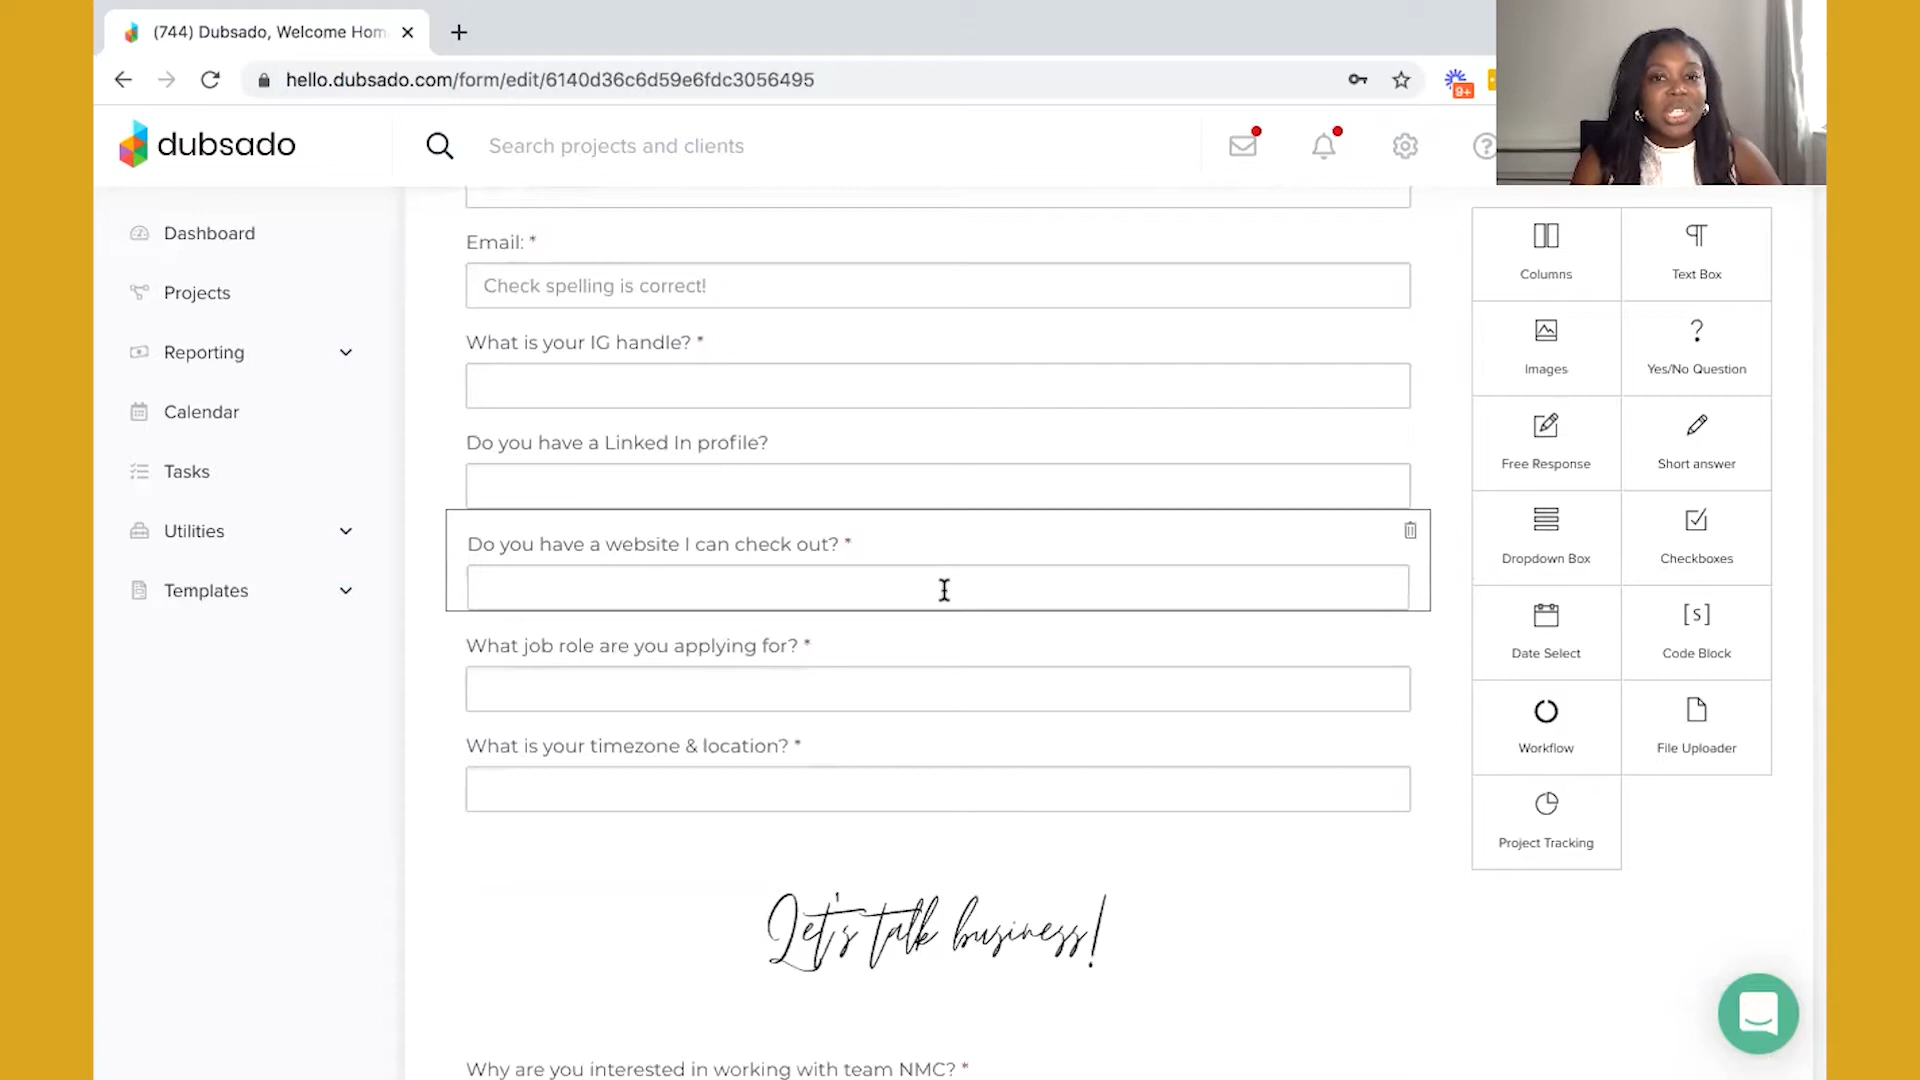 (744) Dubsado, Welcome Hom
hello.dubsado.com/form/edit/6140d36c6d59e6fdc3056495
9+
dubsado
Search projects and clients
Dashboard
Projects
Reporting
Calendar
Tasks
Utilities
Templates
Email: *
Check spelling is correct!
What is your IG handle? *
Do you have a Linked In profile?
Do you have a website I can check out? *
What job role are you applying for? *
What is your timezone & location? *
Let's talk business!
Why are you interested in working with team NMC? *
Columns
Text Box
Images
Yes/No Question
Free Response
Short answer
Dropdown Box
Checkboxes
Date Select
[s]
Code Block
Workflow
File Uploader
Project Tracking